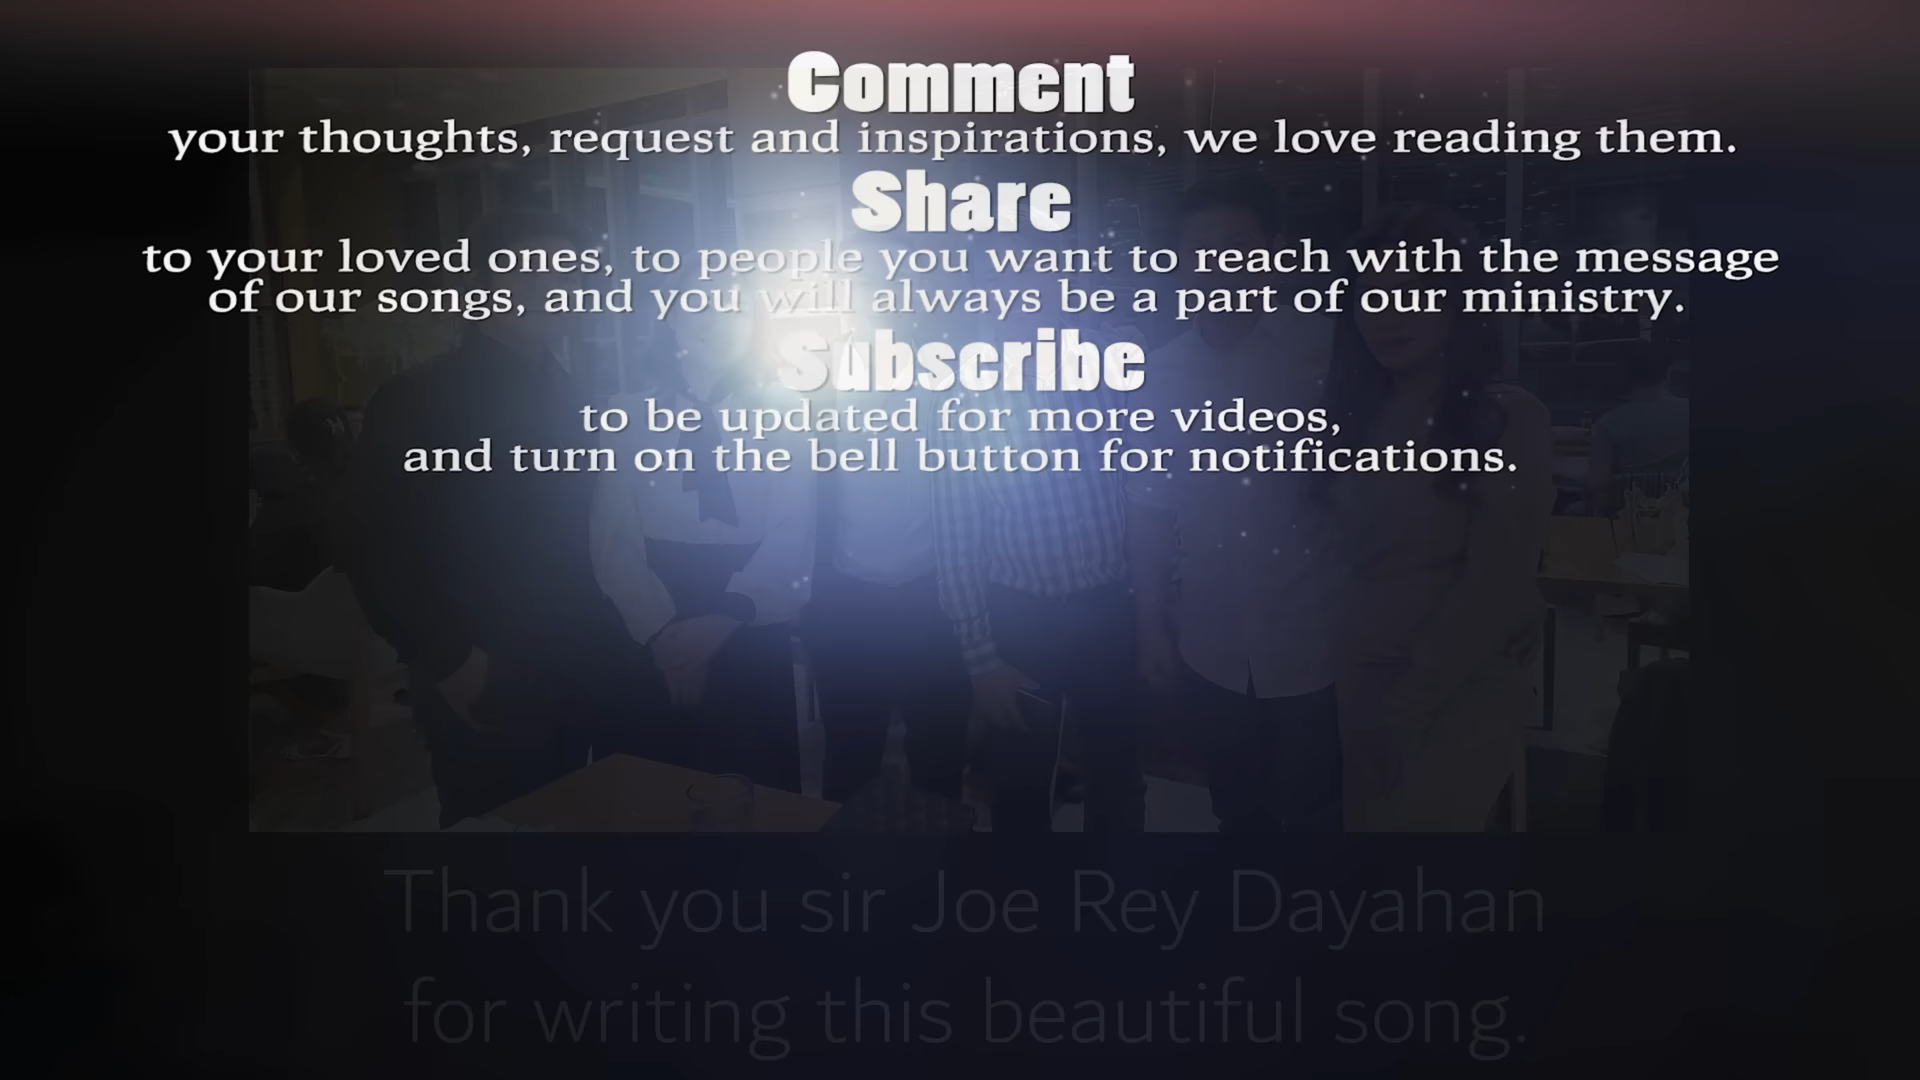 Comment
your thoughts, request and inspirations, we love reading them.
Share
to your loved ones, to people you want to reach with the message
of our songs, and you will always be a part of our ministry.
Subscribe
to be updated for more videos,
and turn on the bell button for notifications.
Thank you sir Joe Rey Dayahan
for writing this beautiful song.